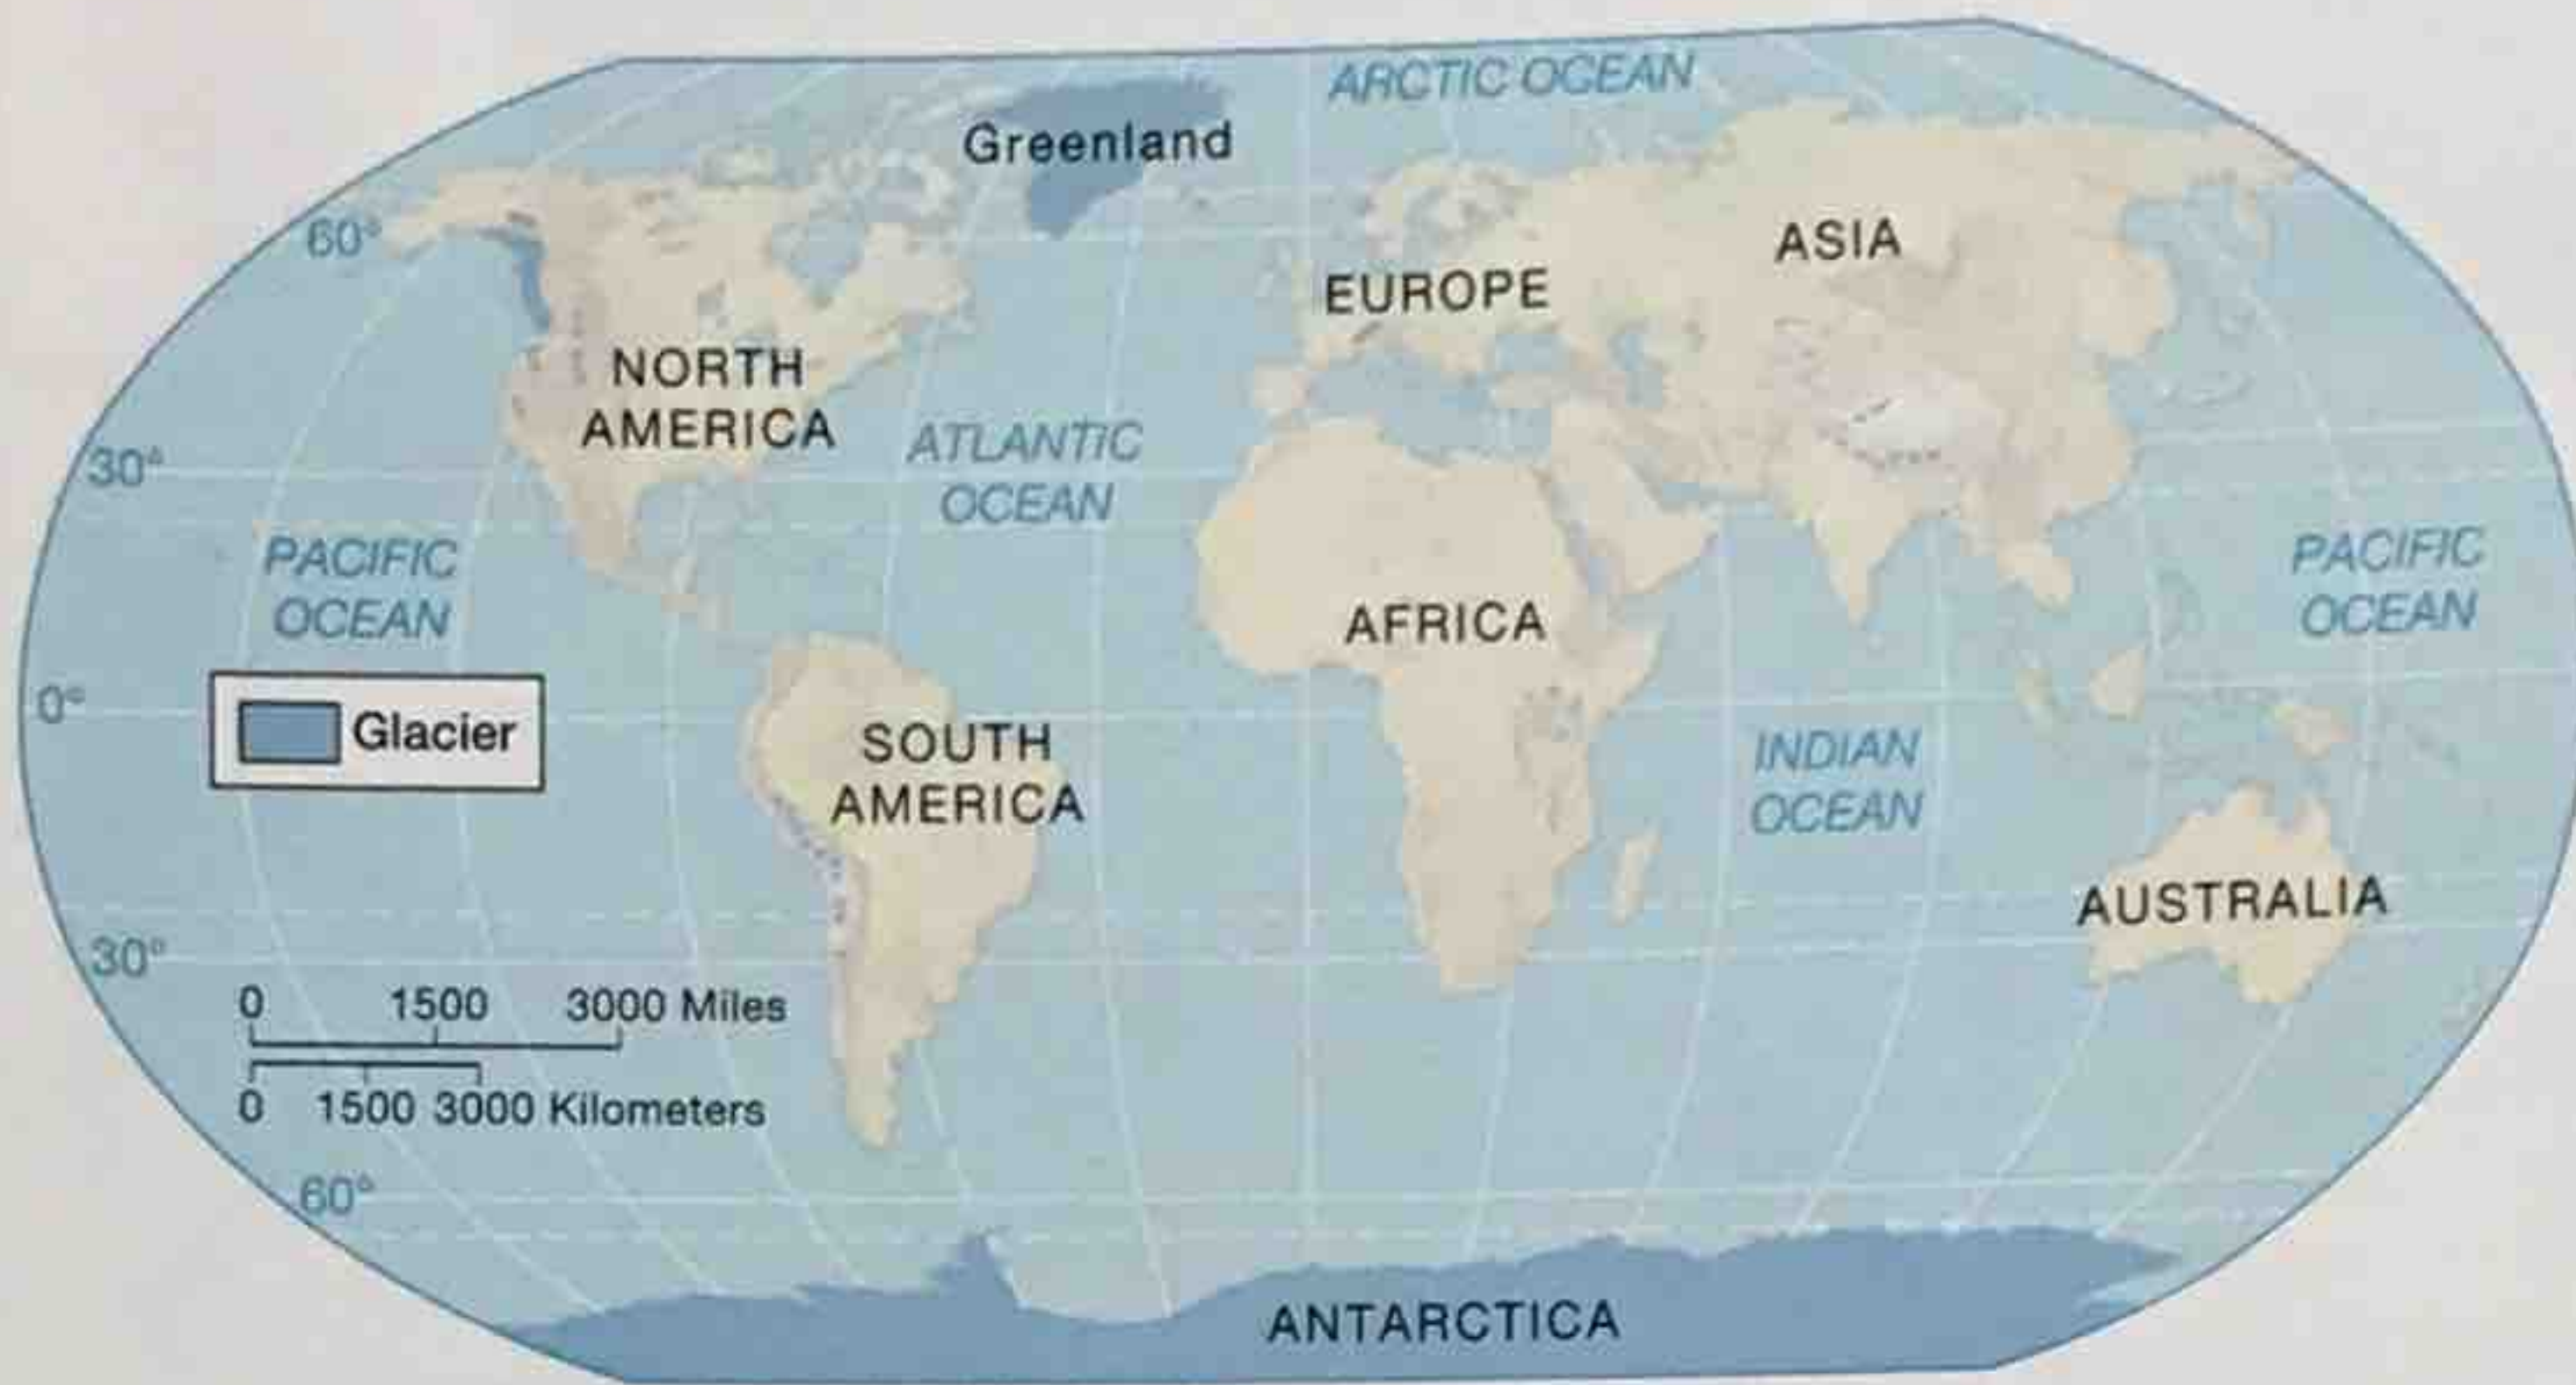 ARCTIC OCEAN
Greenland
60°
ASIA
EUROPE
NORTH
AMERICA
ATLANTIC
OCEAN
30°
PACIFIC
OCEAN
PACIFIC
OCEAN
AFRICA
0°
Glacier
SOUTH
AMERICA
INDIAN
OCEAN
AUSTRALIA
30°
0 1500 3000 Miles
0 1500 3000 Kilometers
60°
ANTARCTICA